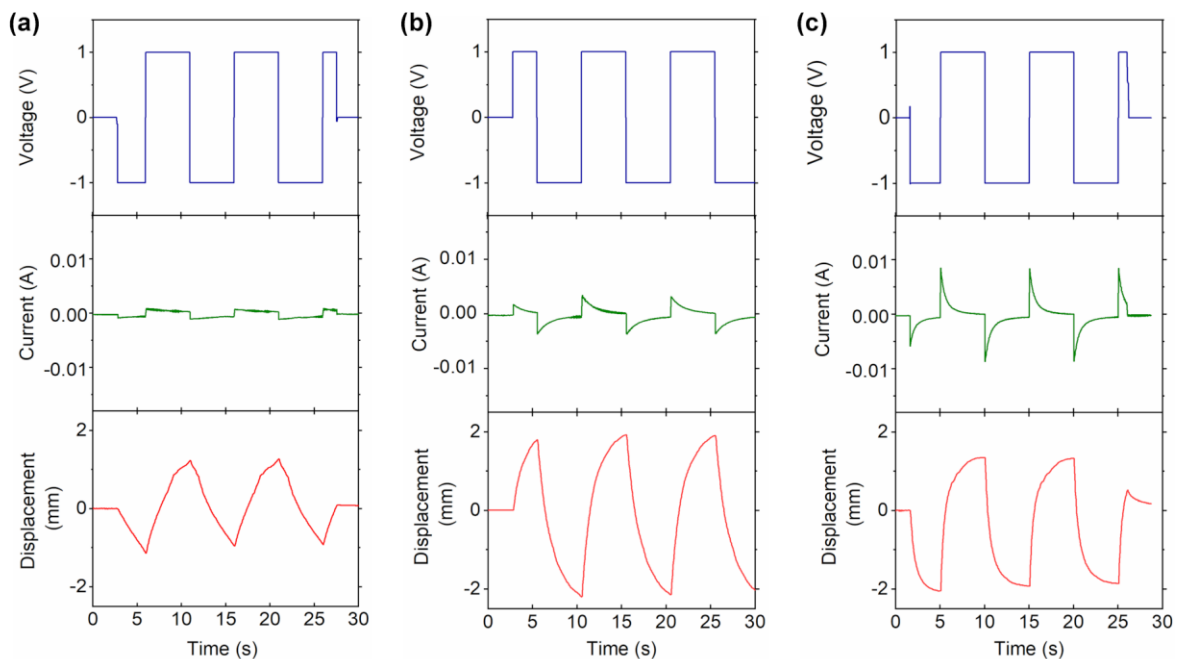 (a)
Voltage (V)
1
0
-1
Current (A)
0.01
0.00
-0.01
Displacement
(mm)
2
0
-2
0 5 10 15 20 25 30
Time (s)
(b)
Voltage (V)
1
0
-1
Current (A)
0.01
0.00
-0.01
Displacement
(mm)
2
0
-2
0 5 10 15 20 25 30
Time (s)
(c)
Voltage (V)
1
0
-1
Current (A)
0.01
0.00
-0.01
Displacement
(mm)
2
0
-2
0 5 10 15 20 25 30
Time (s)